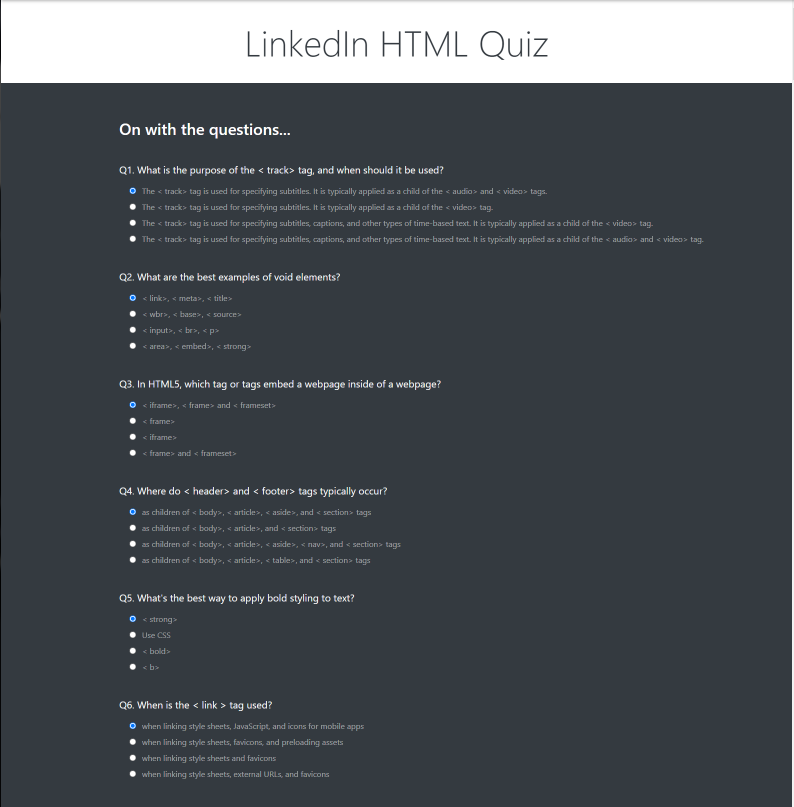 LinkedIn HTML Quiz
On with the questions...
Q1. What is the purpose of the < track> tag, and when should it be used?
The < track> tag is used for specifying subtitles. It is typically applied as a child of the < audio> and < video> tags.
The < track> tag is used for specifying subtitles. It is typically applied as a child of the < video> tag.
The < track> tag is used for specifying subtitles, captions, and other types of time-based text. It is typically applied as a child of the < video> tag.
The < track> tag is used for specifying subtitles, captions, and other types of time-based text. It is typically applied as a child of the < audio> and < video> tag.
Q2. What are the best examples of void elements?
< link>, < meta>, < title>
< wbr>, < base>, < source>
< input>, < br>, < p>
< area>, < embed>, < strong>
Q3. In HTML5, which tag or tags embed a webpage inside of a webpage?
< iframe>, < frame> and < frameset>
< frame>
< iframe>
< frame> and < frameset>
Q4. Where do < header> and < footer> tags typically occur?
as children of < body>, < article>, < aside>, and < section> tags
as children of < body>, < article>, and < section> tags
as children of < body>, < article>, < aside>, < nav>, and < section> tags
as children of < body>, < article>, < table>, and < section> tags
Q5. What's the best way to apply bold styling to text?
< strong>
Use CSS
< bold>
< b>
Q6. When is the < link > tag used?
when linking style sheets, JavaScript, and icons for mobile apps
when linking style sheets, favicons, and preloading assets
when linking style sheets and favicons
when linking style sheets, external URLs, and favicons